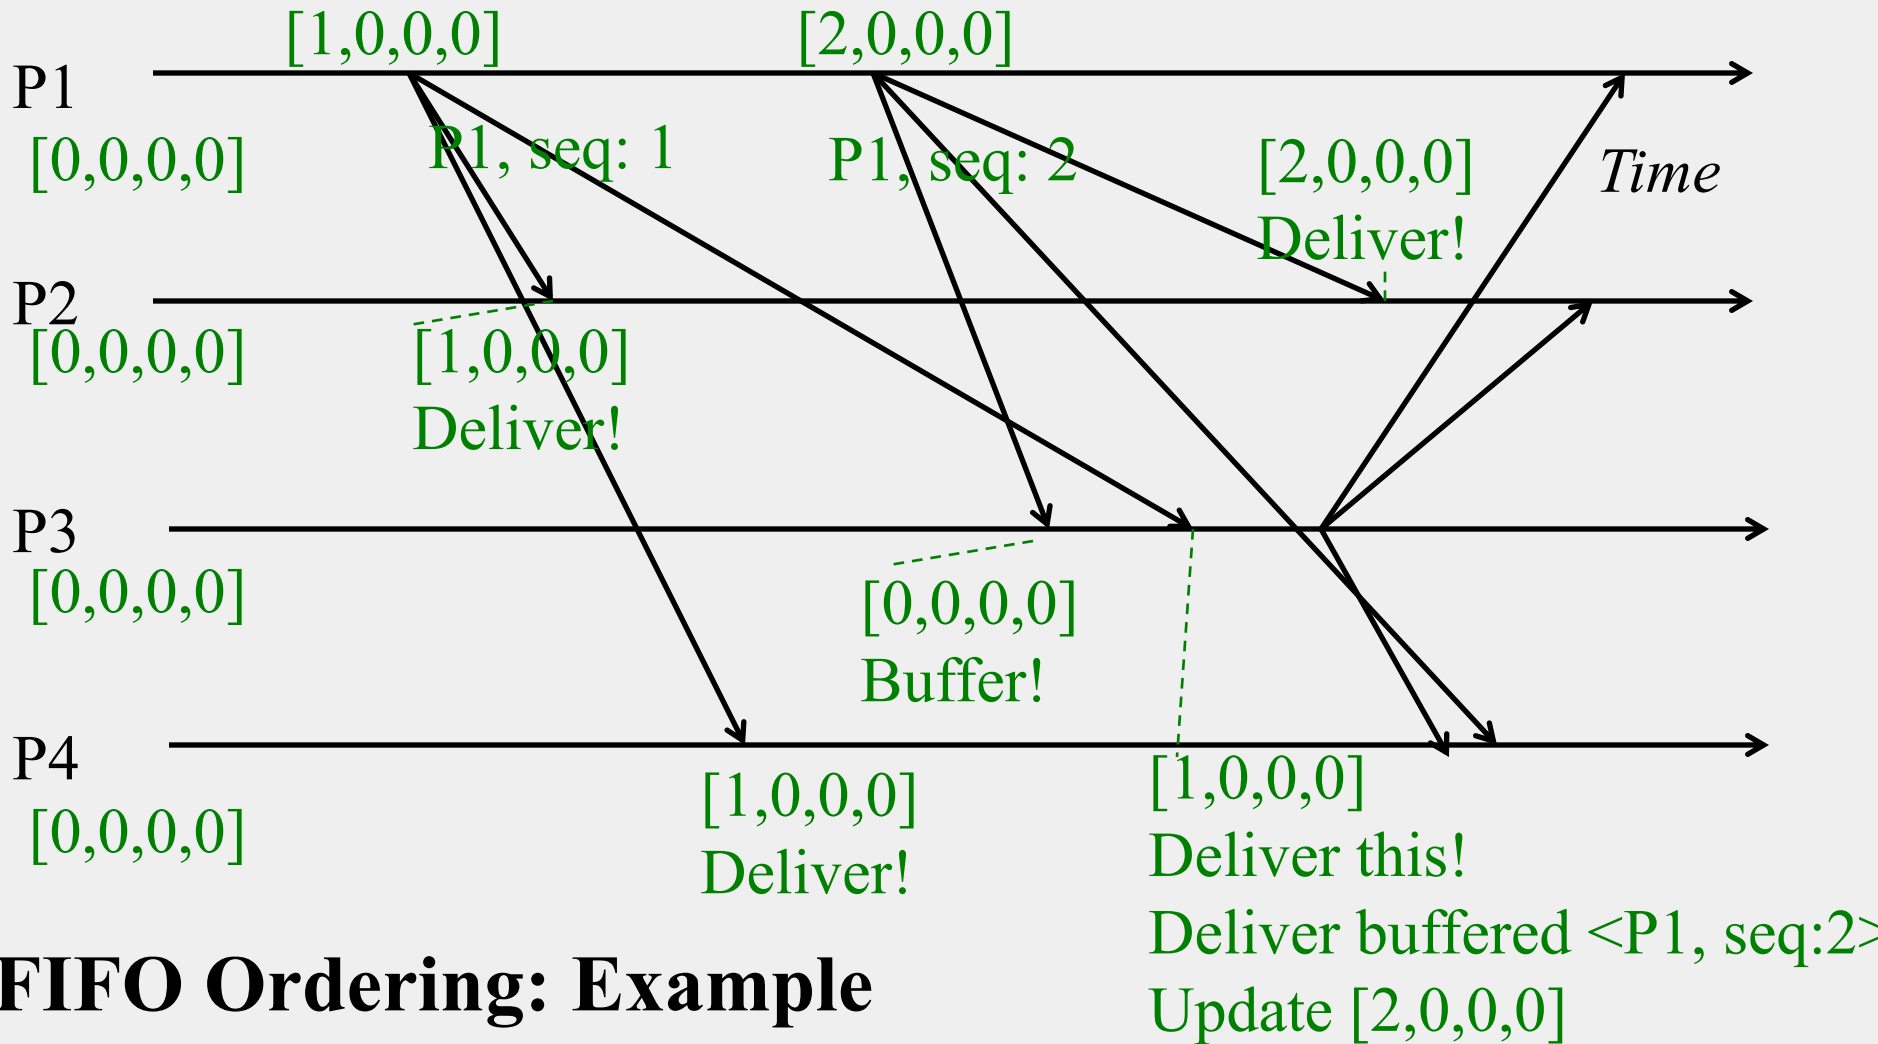 [1,0,0,0]
[2,0,0,0]
P1
[0,0,0,0]
P1, seq: 1
P1, seq: 2
[2,0,0,0]
Deliver!
Time
P2
[0,0,0,0]
[1,0,0,0]
Deliver!
P3
[0,0,0,0]
[0,0,0,0]
Buffer!
P4
[0,0,0,0]
[1,0,0,0]
Deliver!
[1,0,0,0]
Deliver this!
Deliver buffered <P1, seq:2>
Update [2,0,0,0]
FIFO Ordering: Example